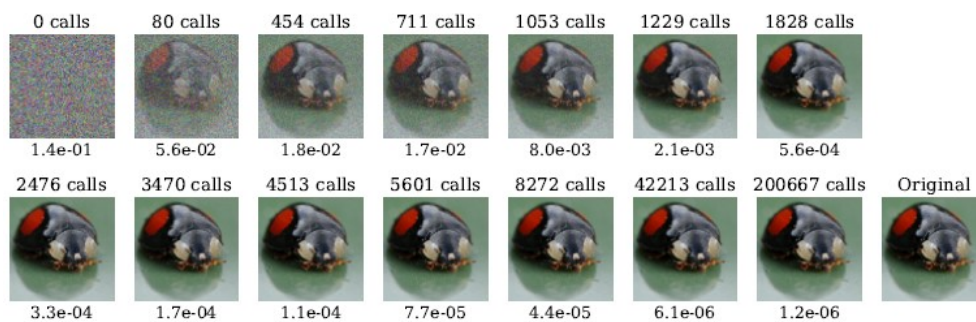 0 calls 80 calls 454 calls 711 calls 1053 calls 1229 calls 1828 calls
1.4e-01 5.6e-02 1.8e-02 1.7e-02 8.0e-03 2.1e-03 5.6e-04
2476 calls 3470 calls 4513 calls 5601 calls 8272 calls 42213 calls 200667 calls Original
3.3e-04 1.7e-04 1.1e-04 7.7e-05 4.4e-05 6.1e-06 1.2e-06